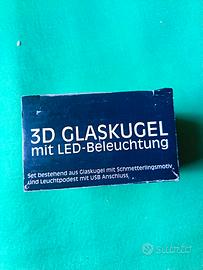 3D GLASKUGEL
mit LED-Beleuchtung
Set bestehend aus Glaskugel mit Schmetterlingsmotiv
und Leuchtpodest mit USB Anschluss
subito